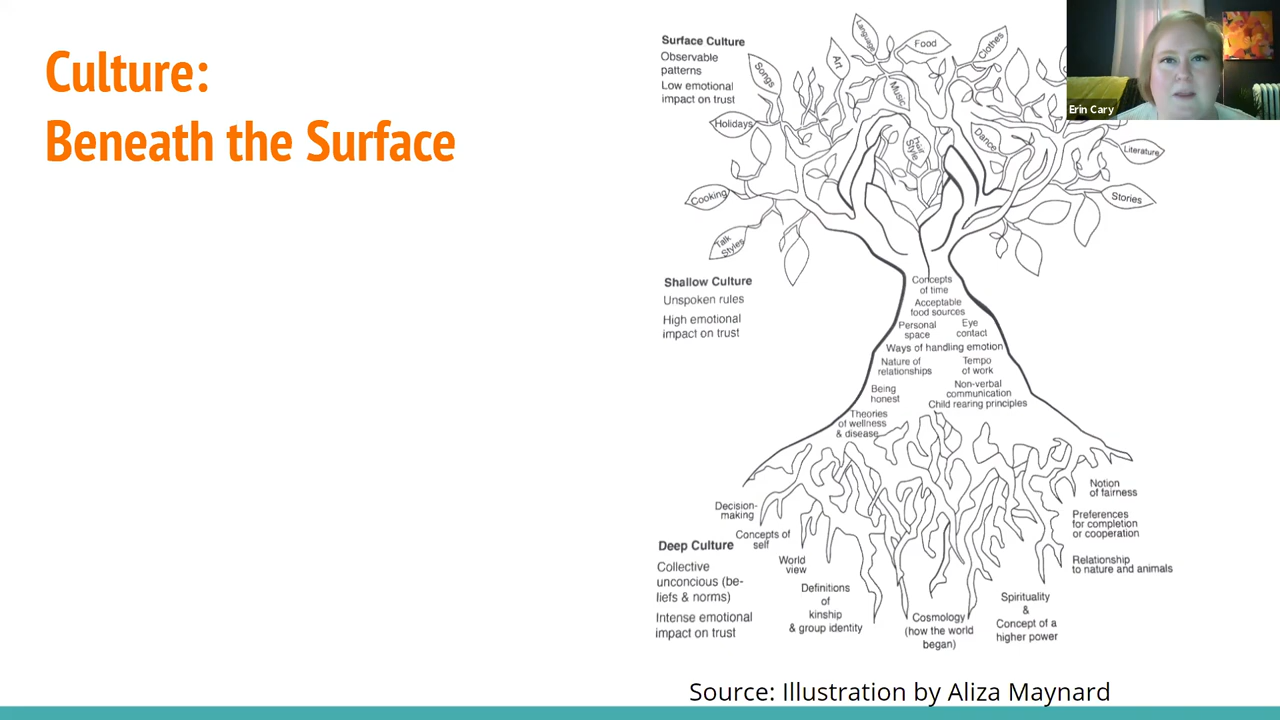 Culture:
Beneath the Surface
Surface Culture
Observable
patterns
Low emotional
impact on trust
Language
Food
Clothes
Art
Songs
Music
Holidays
Hair
Style
Dance
Literature
Cooking
Stories
Talk
Styles
Erin Cary
Shallow Culture
Unspoken rules
High emotional
impact on trust
Concepts
of time
Acceptable
food sources
Personal
space
Eye
contact
Ways of handling emotion
Nature of
relationships
Tempo
of work
Being
honest
Non-verbal
communication
Child rearing principles
Theories
of wellness
& disease
Deep Culture
Collective
unconcious (be-
liefs & norms)
Intense emotional
impact on trust
Decision-
making
Concepts of
self
World
view
Definitions
of
kinship
& group identity
Cosmology
(how the world
began)
Spirituality
&
Concept of a
higher power
Notion
of fairness
Preferences
for completion
or cooperation
Relationship
to nature and animals
Source: Illustration by Aliza Maynard